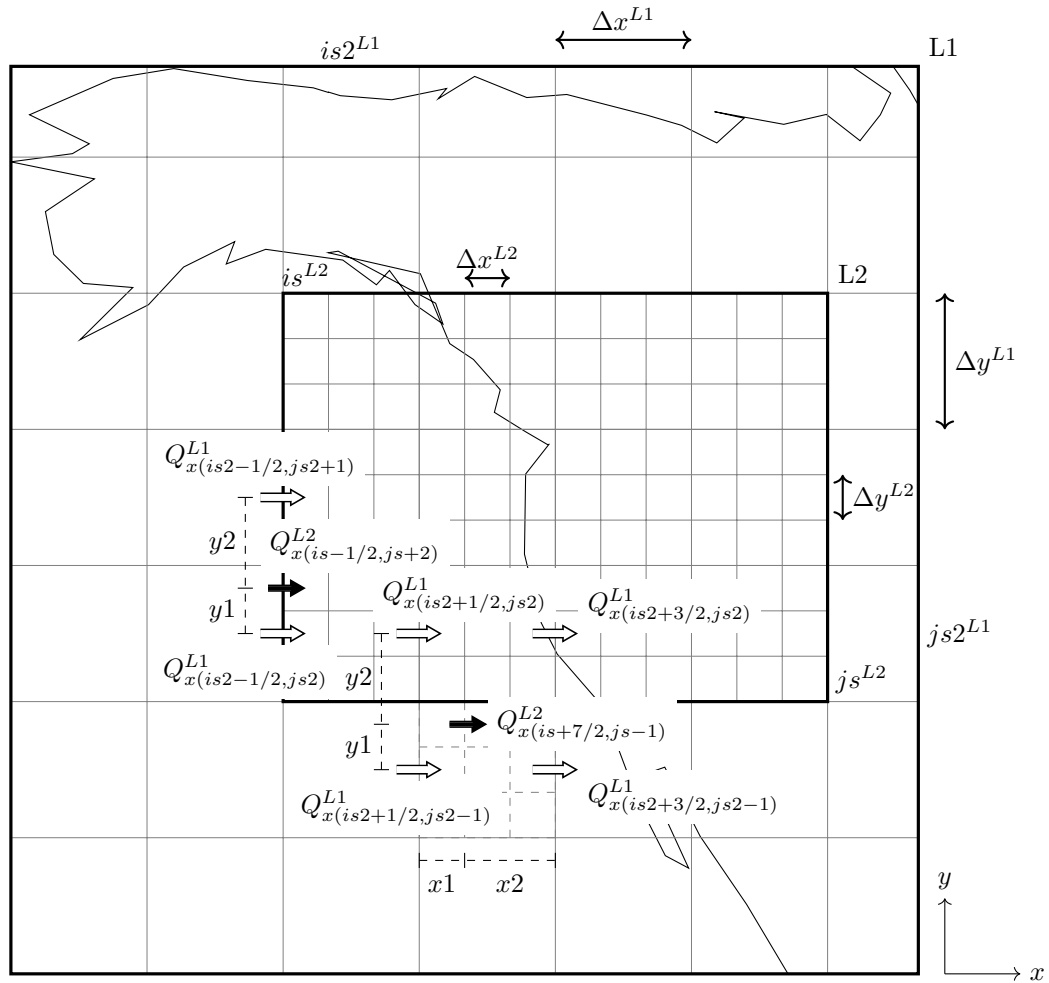 Δx^{L1}
is2^{L1}
L1
Δx^{L2}
is^{L2}
L2
Δy^{L1}
Q^{L1}_{x(is2−1/2,js2+1)}
Δy^{L2}
y2
Q^{L2}_{x(is−1/2,js+2)}
y1
Q^{L1}_{x(is2+1/2,js2)}
Q^{L1}_{x(is2+3/2,js2)}
js2^{L1}
Q^{L1}_{x(is2−1/2,js2)}
y2
js^{L2}
Q^{L2}_{x(is+7/2,js−1)}
y1
Q^{L1}_{x(is2+1/2,js2−1)}
Q^{L1}_{x(is2+3/2,js2−1)}
x1
x2
y
x